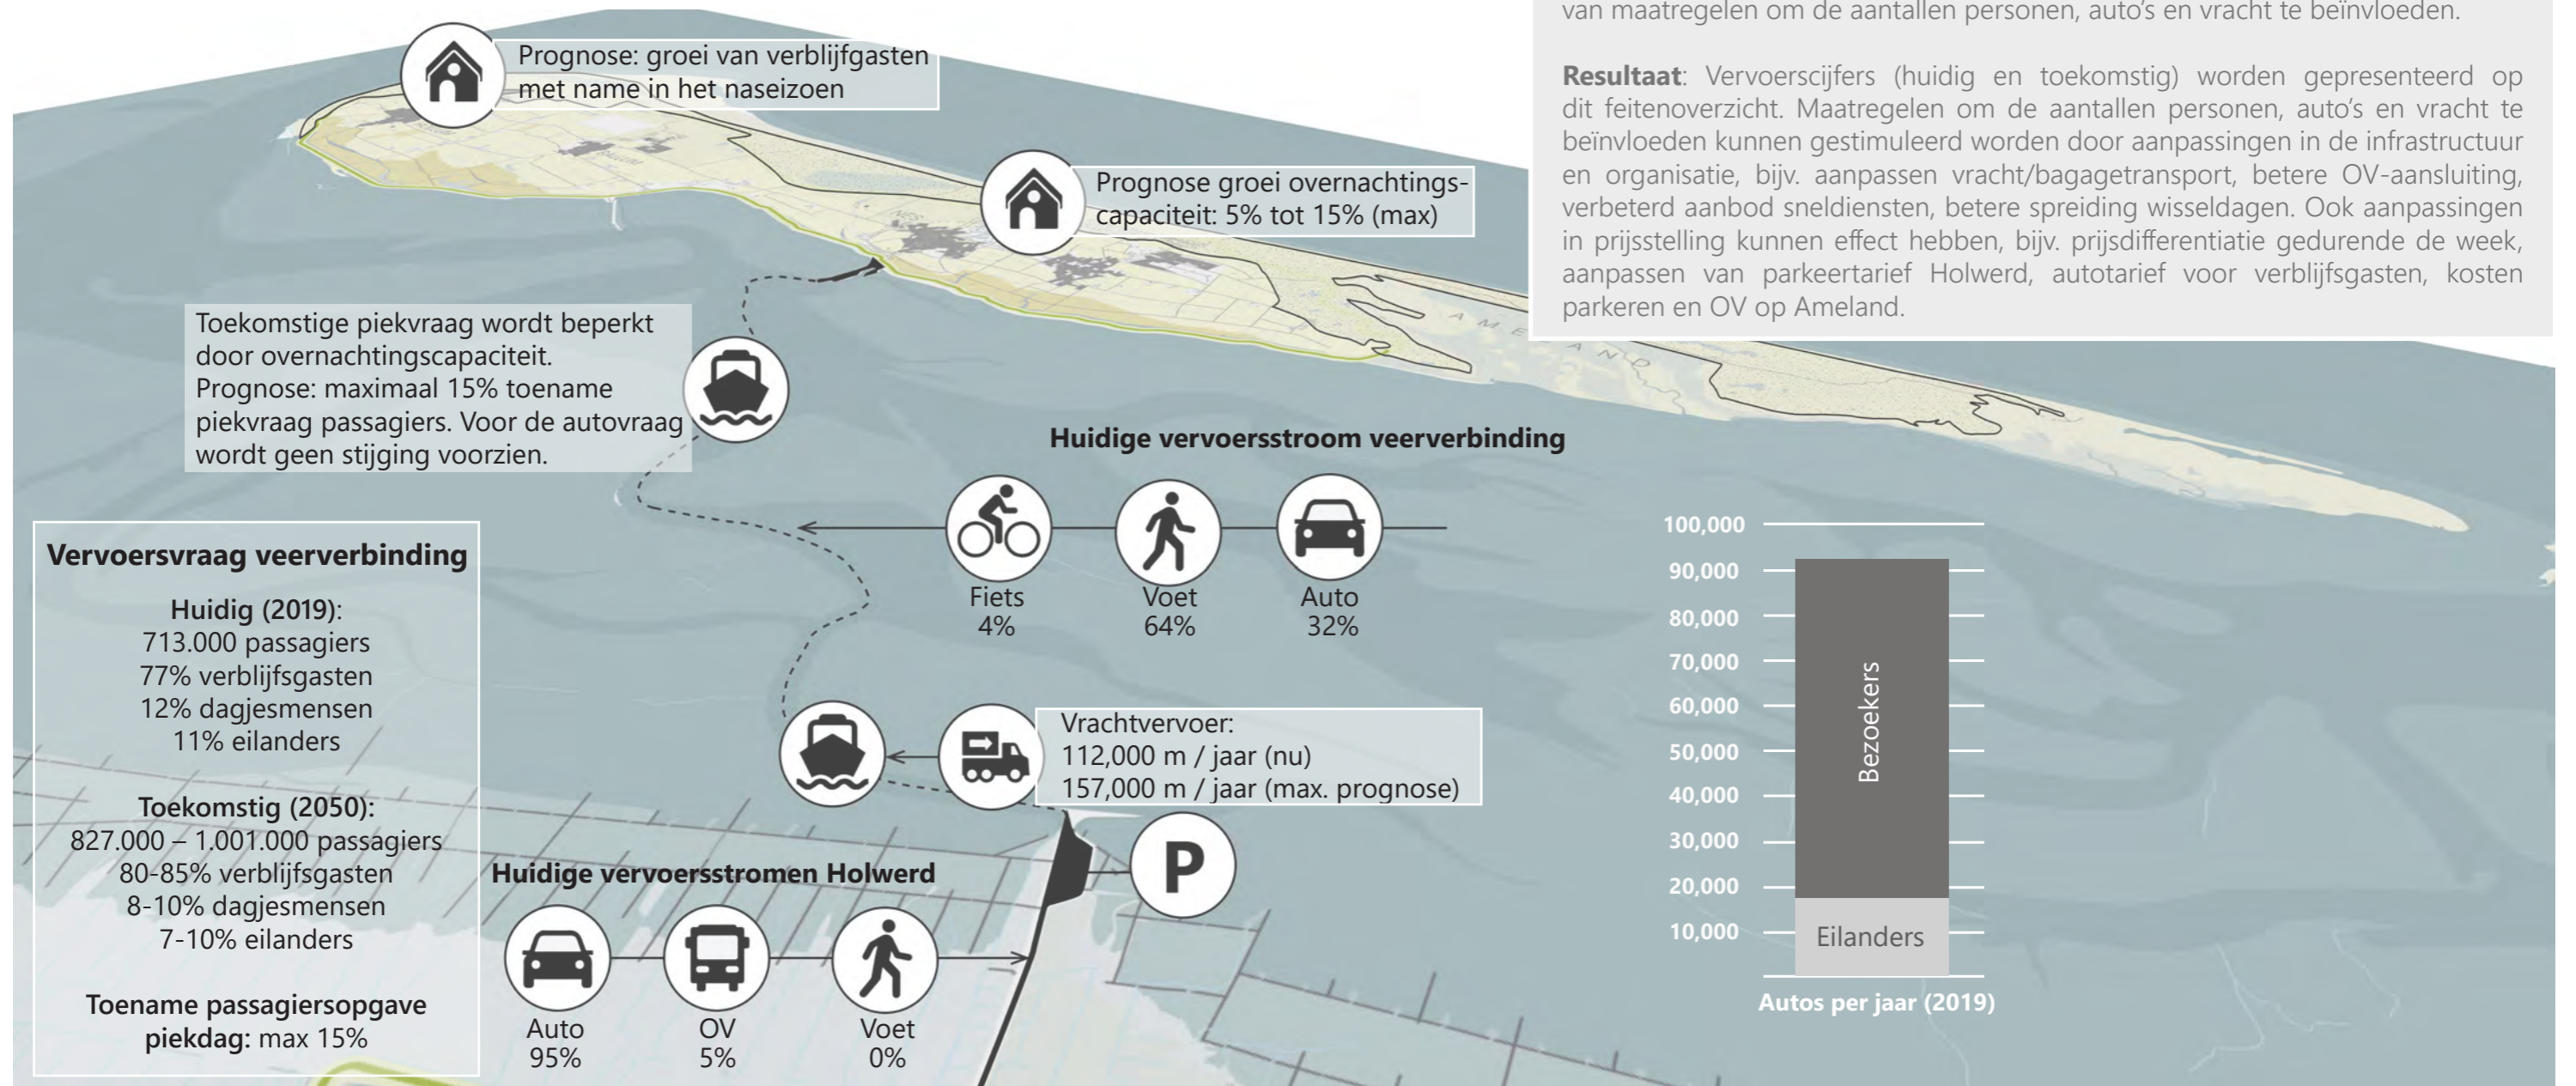 van maatregelen om de aantallen personen, auto's en vracht te beïnvloeden.
Resultaat: Vervoerscijfers (huidig en toekomstig) worden gepresenteerd op
dit feitenoverzicht. Maatregelen om de aantallen personen, auto's en vracht te
beïnvloeden kunnen gestimuleerd worden door aanpassingen in de infrastructuur
en organisatie, bijv. aanpassen vracht/bagagetransport, betere OV-aansluiting,
verbeterd aanbod sneldiensten, betere spreiding wisseldagen. Ook aanpassingen
in prijsstelling kunnen effect hebben, bijv. prijsdifferentiatie gedurende de week,
aanpassen van parkeertarief Holwerd, autotarief voor verblijfsgasten, kosten
parkeren en OV op Ameland.
Prognose: groei van verblijfgasten
met name in het naseizoen
Prognose groei overnachtings-
capaciteit: 5% tot 15% (max)
BALLUM
NES
AMELAND
Toekomstige piekvraag wordt beperkt
door overnachtingscapaciteit.
Prognose: maximaal 15% toename
piekvraag passagiers. Voor de autovraag
wordt geen stijging voorzien.
Huidige vervoersstroom veerverbinding
Fiets
4%
Voet
64%
Auto
32%
Vervoersvraag veerverbinding
Huidig (2019):
713.000 passagiers
77% verblijfsgasten
12% dagjesmensen
11% eilanders
Toekomstig (2050):
827.000 – 1.001.000 passagiers
80-85% verblijfsgasten
8-10% dagjesmensen
7-10% eilanders
Toename passagiersopgave
piekdag: max 15%
Vrachtvervoer:
112,000 m / jaar (nu)
157,000 m / jaar (max. prognose)
P
Huidige vervoersstromen Holwerd
Auto
95%
OV
5%
Voet
0%
100,000
90,000
80,000
70,000
60,000
50,000
40,000
30,000
20,000
10,000
Bezoekers
Eilanders
Autos per jaar (2019)